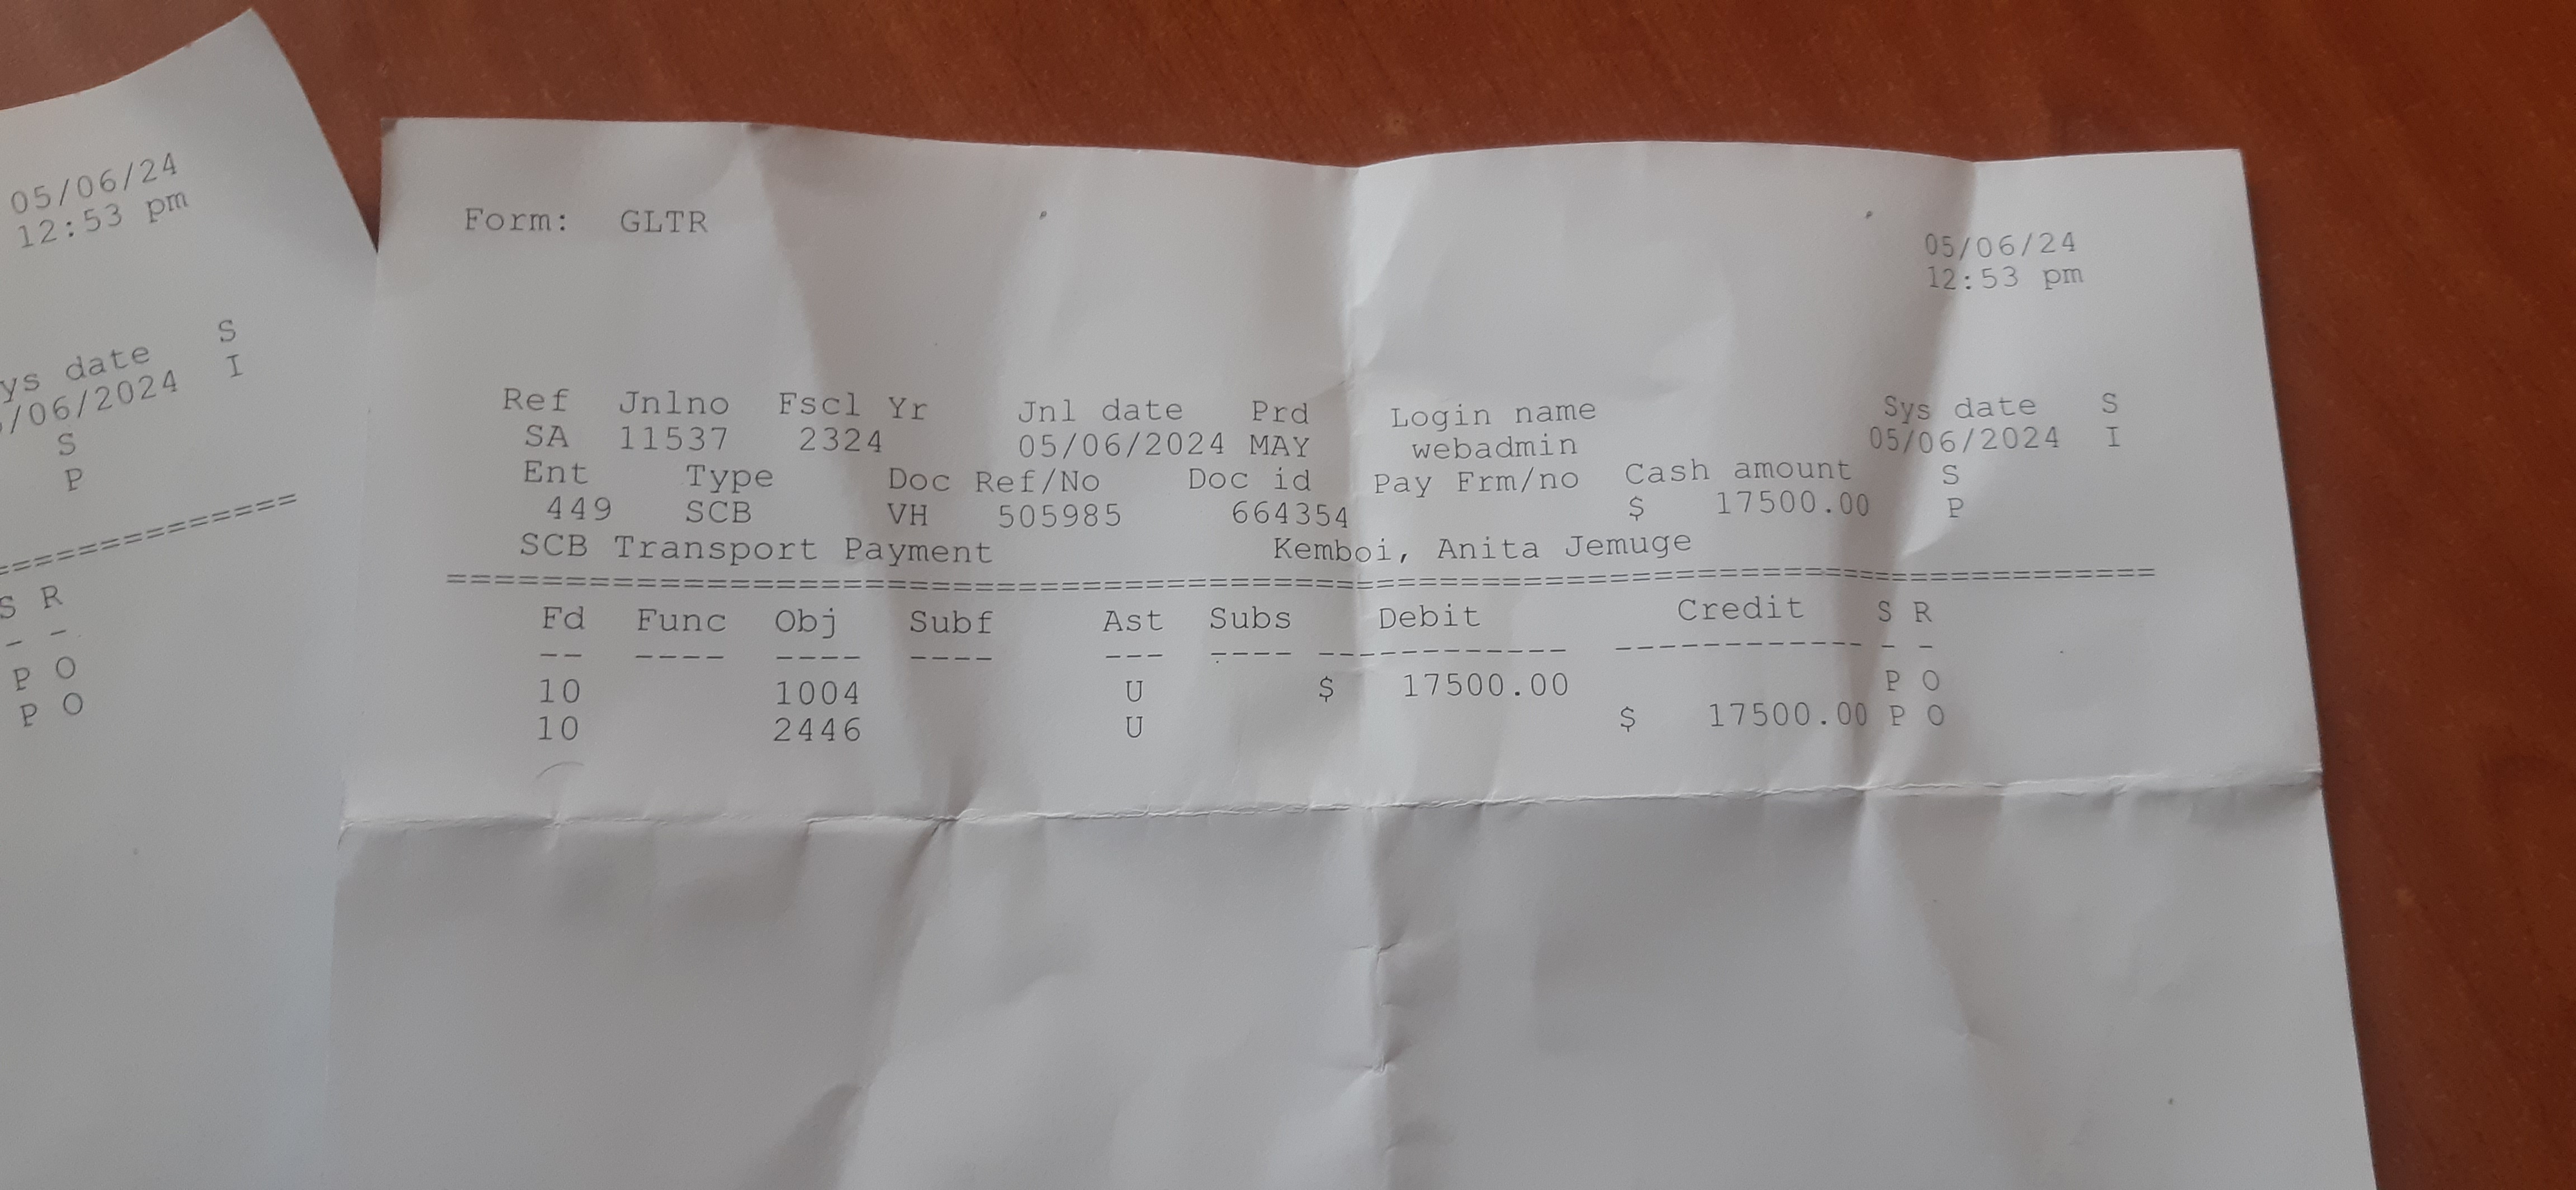 05/06/24
12:53 pm
ys date S
/06/2024 I
S
P
=============
S R
- -
P O
P O
Form: GLTR
05/06/24
12:53 pm
Ref Jnlno Fscl Yr Jnl date Prd Login name Sys date S
SA 11537 2324 05/06/2024 MAY webadmin 05/06/2024 I
Ent Type Doc Ref/No Doc id Pay Frm/no Cash amount S
449 SCB VH 505985 664354 $ 17500.00 P
SCB Transport Payment Kemboi, Anita Jemuge
================================================================================
Fd Func Obj Subf Ast Subs Debit Credit S R
-- ---- ---- ---- --- ---- ------------ ------------ - -
10 1004 U $ 17500.00 P O
10 2446 U $ 17500.00 P O